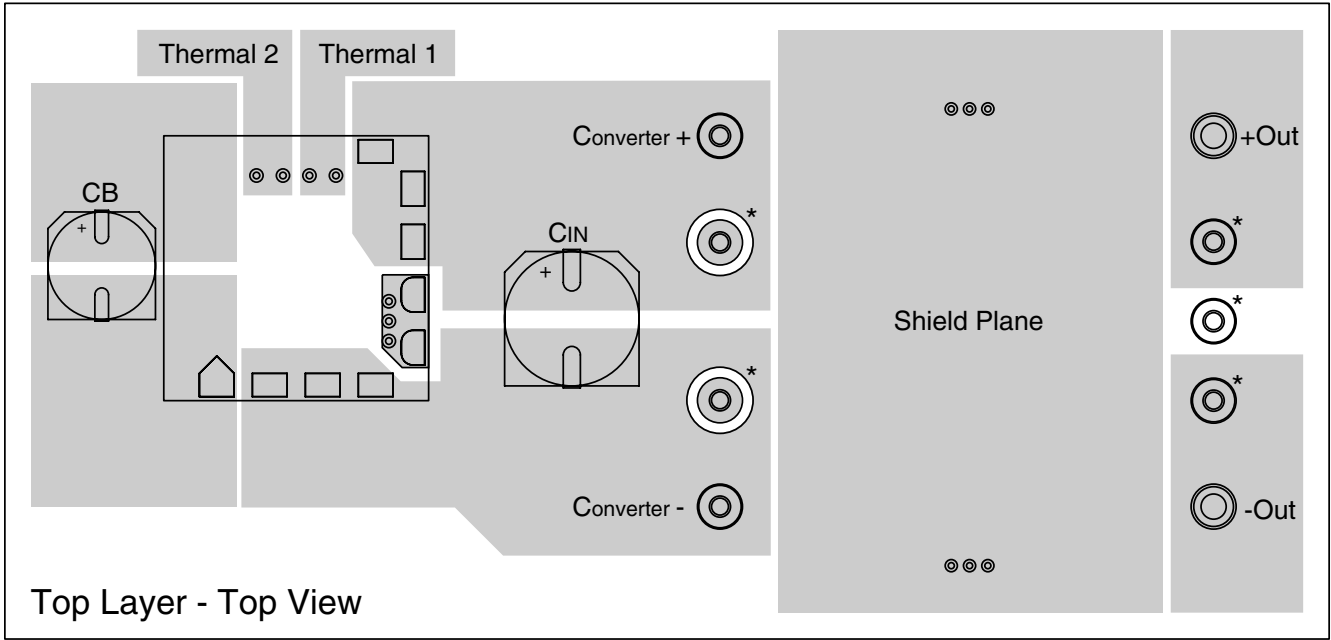 Thermal 2
Thermal 1
Converter +
+Out
*
*
CB
+
CIN
+
Shield Plane
*
*
*
Converter -
-Out
Top Layer - Top View